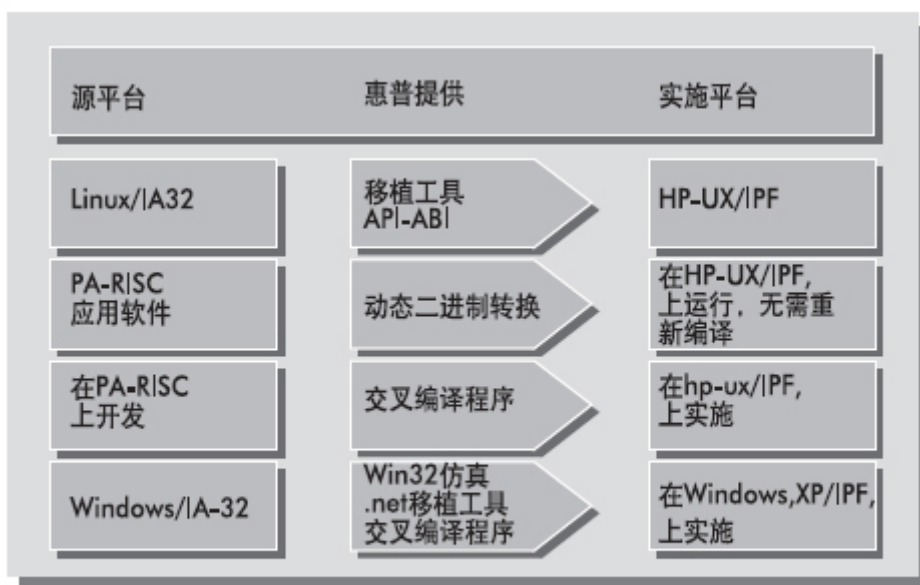 源平台
惠普提供
实施平台
Linux/IA32
移植工具
API-ABI
HP-UX/IPF
PA-RISC
应用软件
动态二进制转换
在HP-UX/IPF,
上运行，无需重
新编译
在PA-RISC
上开发
交叉编译程序
在hp-ux/IPF,
上实施
Windows/IA-32
Win32仿真
.net移植工具
交叉编译程序
在Windows,XP/IPF,
上实施